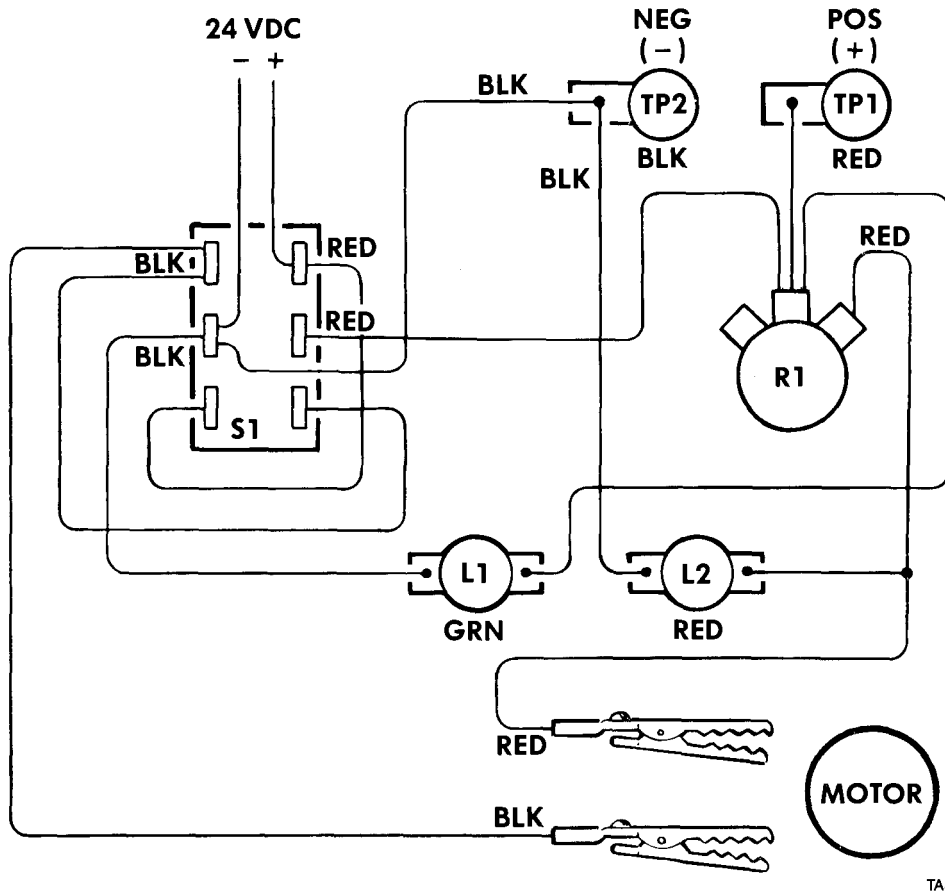 24 VDC
− +
NEG
(−)
POS
(+)
BLK
TP2
TP1
BLK
RED
BLK
RED
RED
BLK
RED
BLK
R1
S1
L1
L2
GRN
RED
RED
MOTOR
BLK
TA